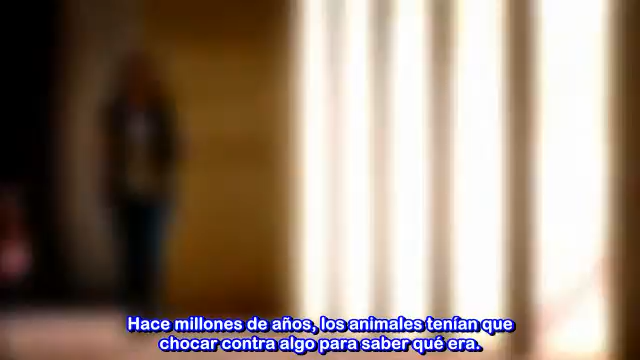 Hace millones de años, los animales tenían que
chocar contra algo para saber qué era.